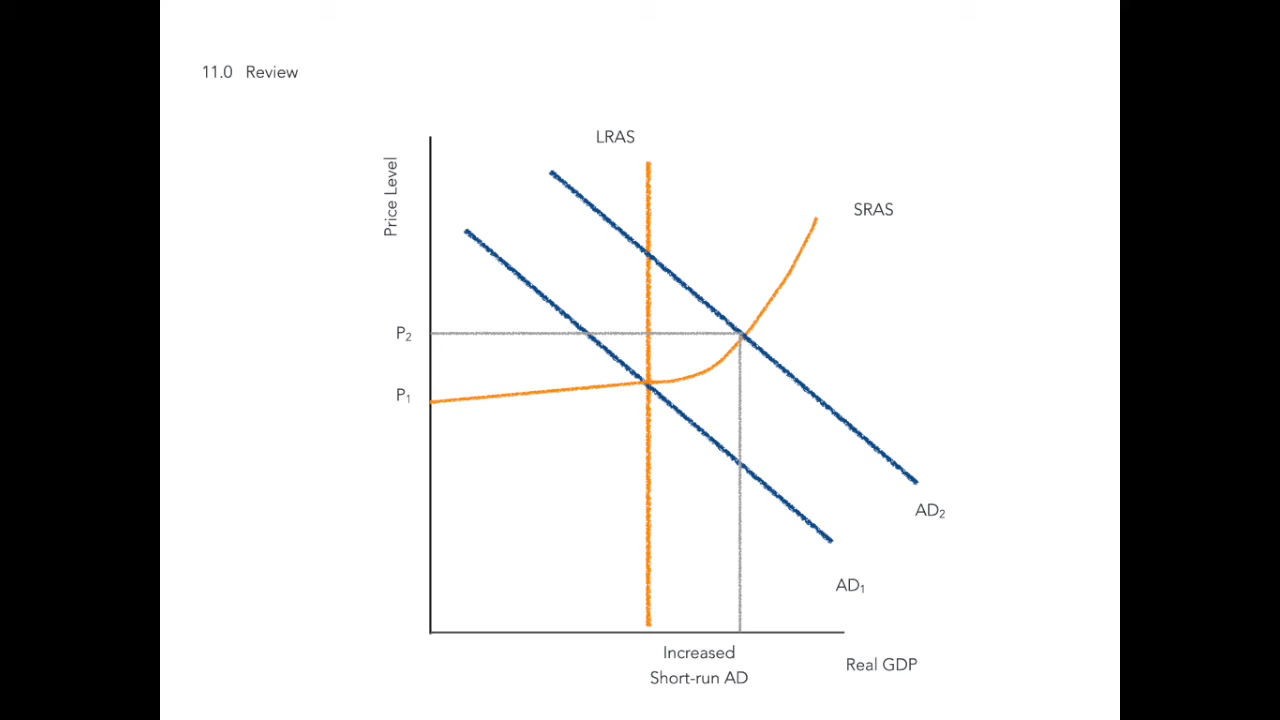 11.0 Review
LRAS
Price Level
SRAS
P₂
P₁
AD₂
AD₁
Increased
Short-run AD
Real GDP